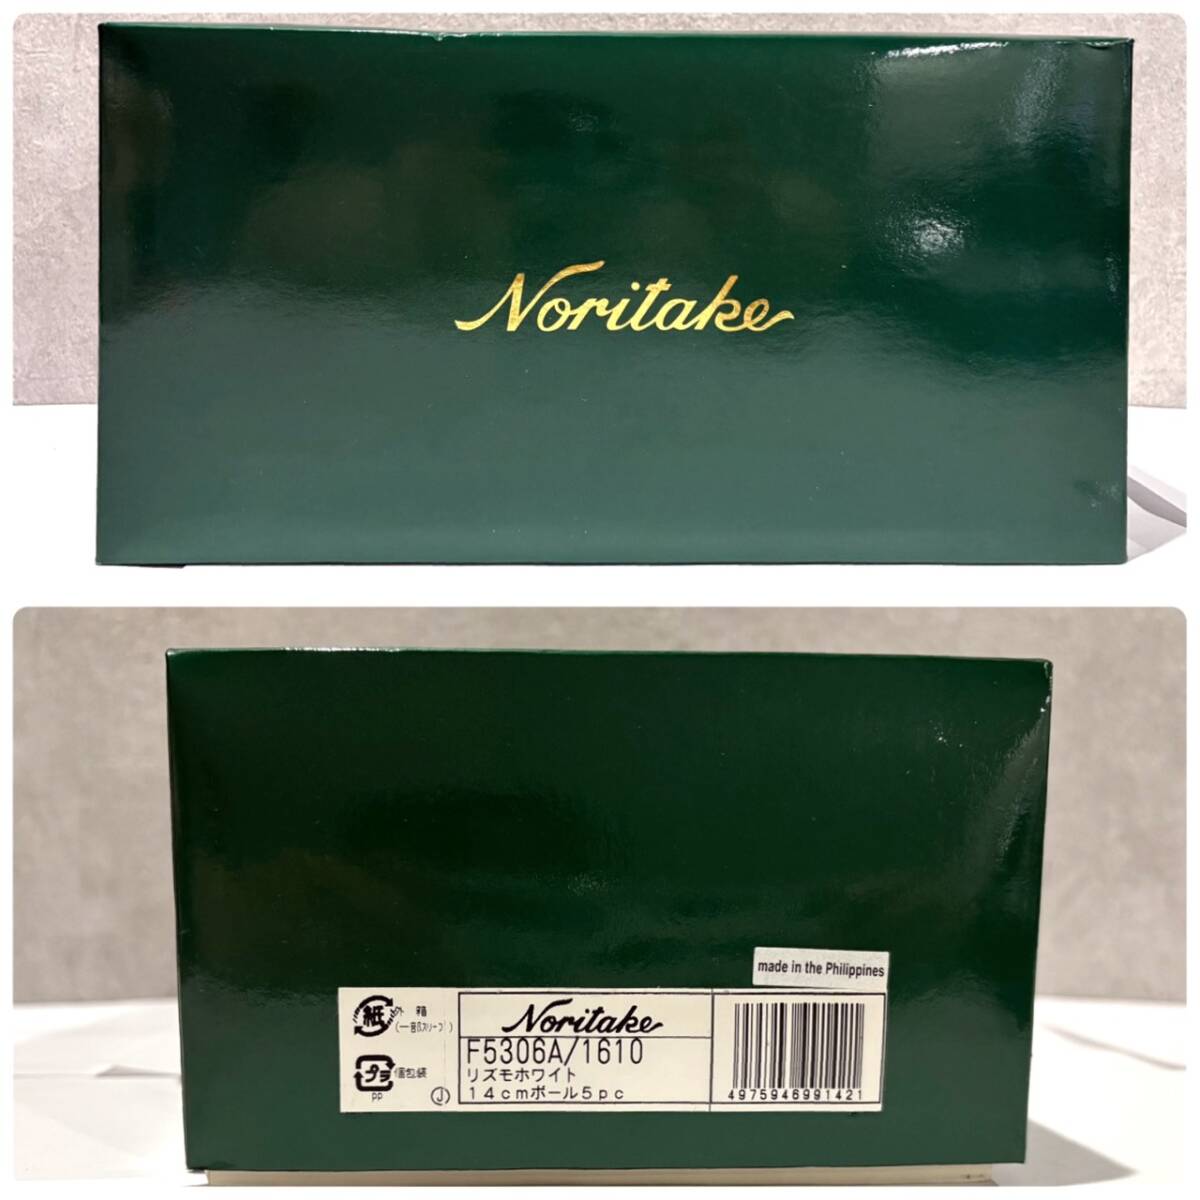 Noritake
made in the Philippines
紙
外箱
(一部スリーブ)
Noritake
F5306A/1610
プラ
個包装
リズモホワイト
PP
J
14cmボール5pc
4975946991421